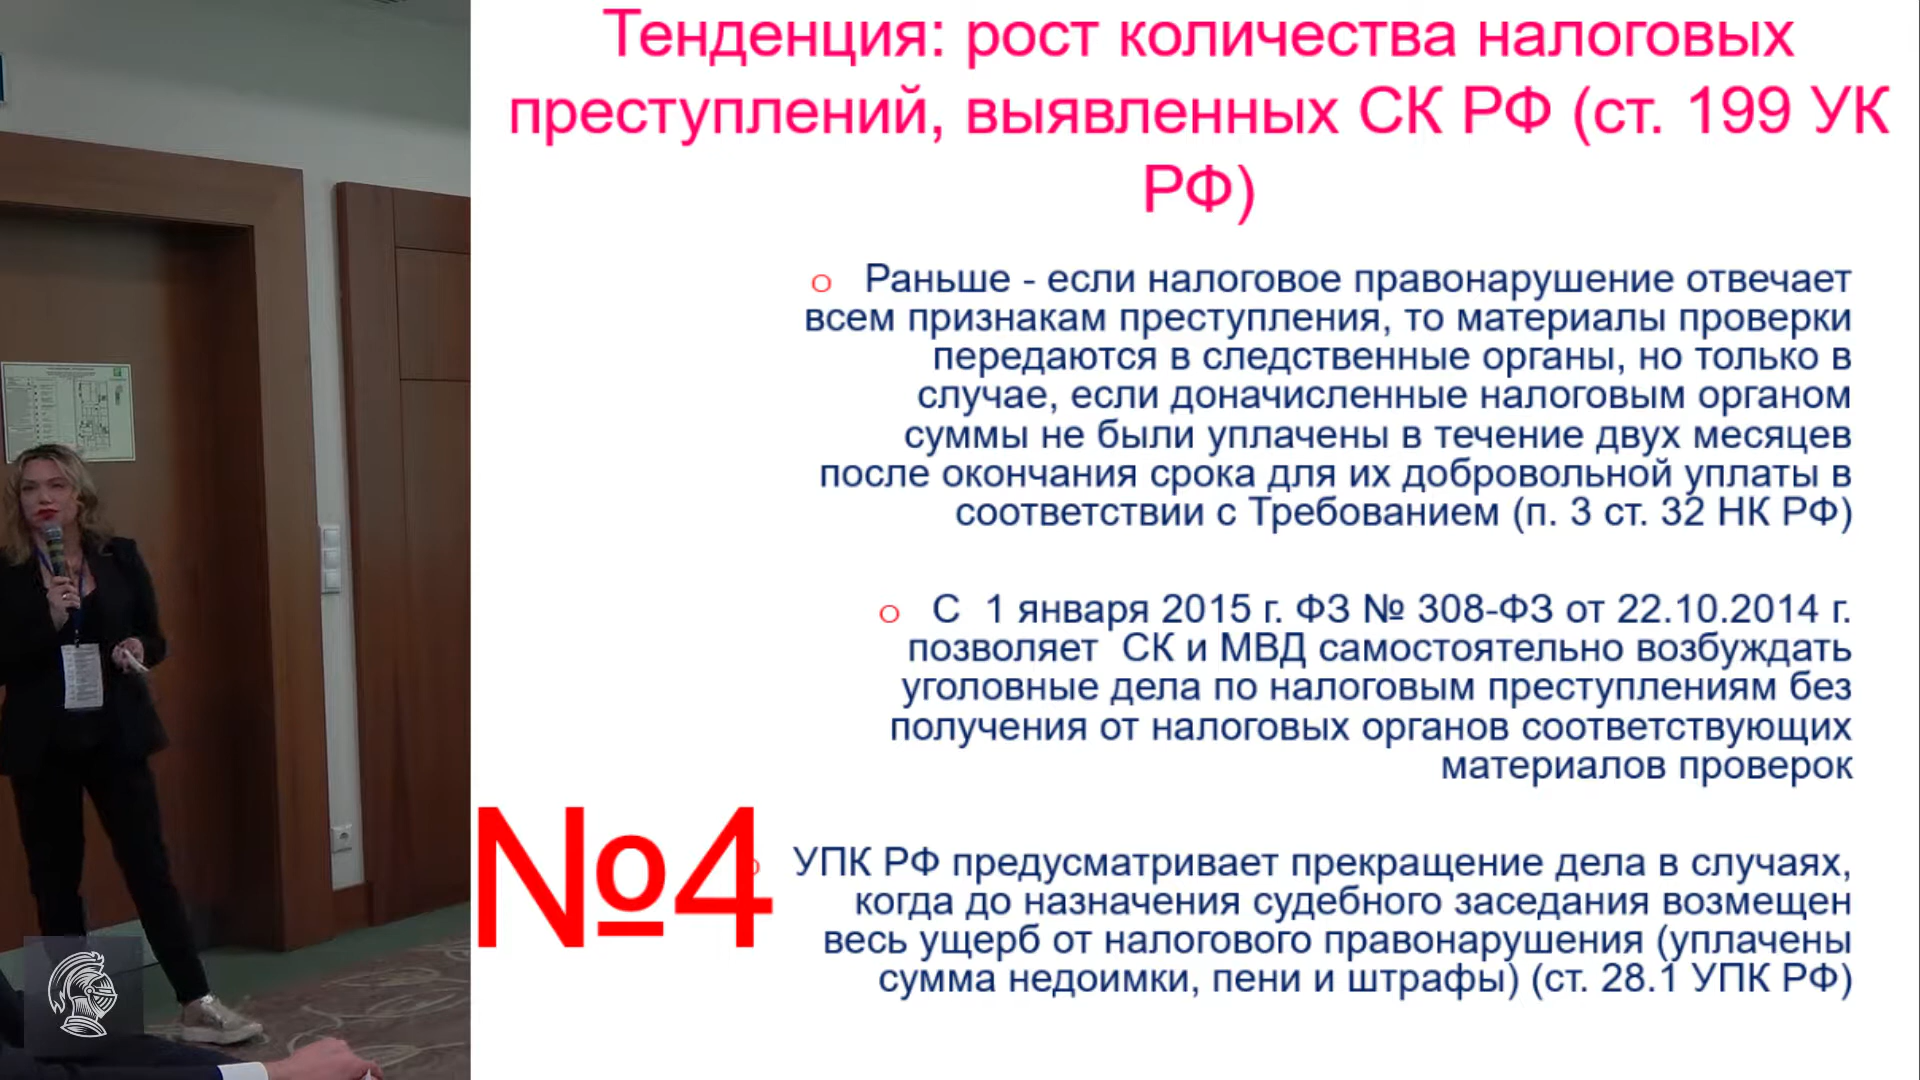 Тенденция: рост количества налоговых
преступлений, выявленных СК РФ (ст. 199 УК
РФ)
Раньше - если налоговое правонарушение отвечает
всем признакам преступления, то материалы проверки
передаются в следственные органы, но только в
случае, если доначисленные налоговым органом
суммы не были уплачены в течение двух месяцев
после окончания срока для их добровольной уплаты в
соответствии с Требованием (п. 3 ст. 32 НК РФ)
С 1 января 2015 г. ФЗ № 308-ФЗ от 22.10.2014 г.
позволяет СК и МВД самостоятельно возбуждать
уголовные дела по налоговым преступлениям без
получения от налоговых органов соответствующих
материалов проверок
№4
УПК РФ предусматривает прекращение дела в случаях,
когда до назначения судебного заседания возмещен
весь ущерб от налогового правонарушения (уплачены
сумма недоимки, пени и штрафы) (ст. 28.1 УПК РФ)